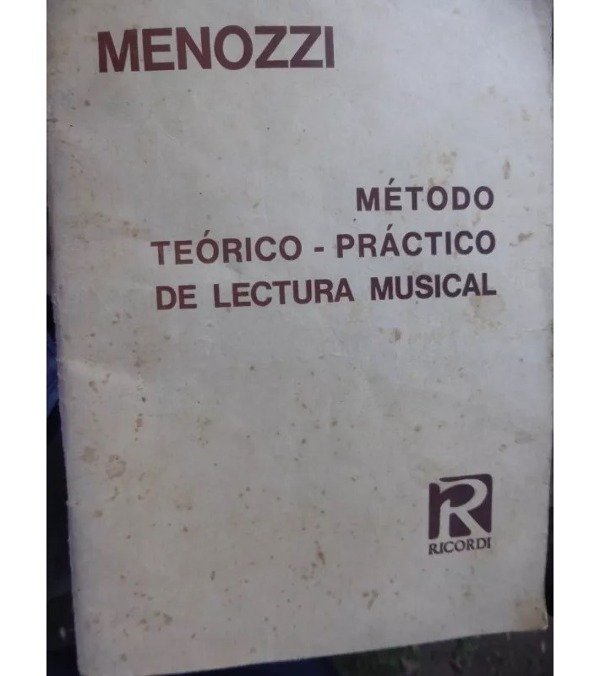 MENOZZI
MÉTODO
TEÓRICO - PRÁCTICO
DE LECTURA MUSICAL
R
RICORDI